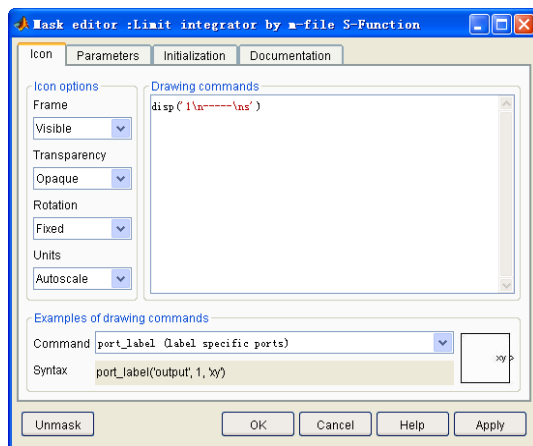 Mask editor :Limit integrator by m-file S-Function
Icon Parameters Initialization Documentation
Icon options
Frame
Visible
Transparency
Opaque
Rotation
Fixed
Units
Autoscale
Drawing commands
disp('1\n-----\ns')
Examples of drawing commands
Command port_label (label specific ports)
Syntax port_label('output', 1, 'xy')
xy >
Unmask OK Cancel Help Apply